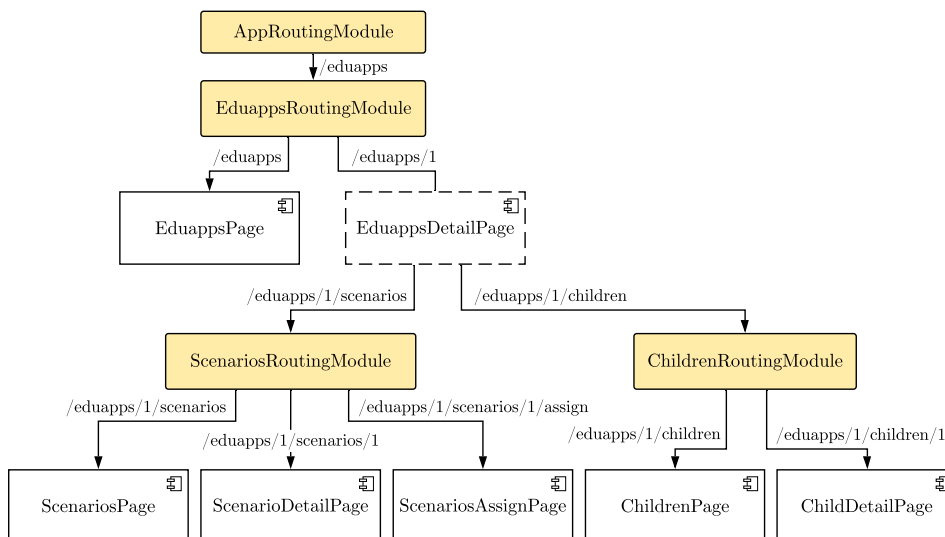 AppRoutingModule
/eduapps
EduappsRoutingModule
/eduapps
/eduapps/1
EduappsPage
EduappsDetailPage
/eduapps/1/scenarios
/eduapps/1/children
ScenariosRoutingModule
ChildrenRoutingModule
/eduapps/1/scenarios
/eduapps/1/scenarios/1/assign
/eduapps/1/scenarios/1
/eduapps/1/children
/eduapps/1/children/1
ScenariosPage
ScenarioDetailPage
ScenariosAssignPage
ChildrenPage
ChildDetailPage